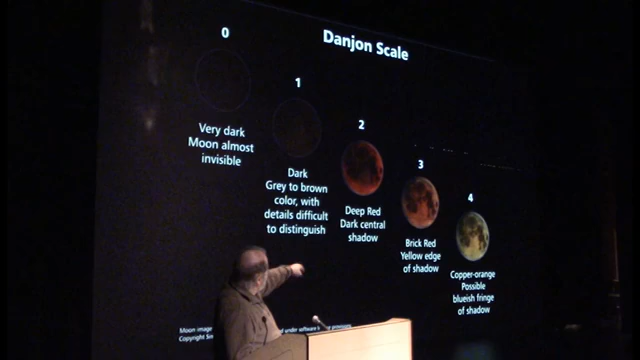 Danjon Scale
0
Very dark
Moon almost
invisible
1
Dark
Grey to brown
color, with
details difficult
to distinguish
2
Deep Red
Dark central
shadow
3
Brick Red
Yellow edge
of shadow
4
Copper-orange
Possible
blueish fringe
of shadow
Moon image under software
Copyright